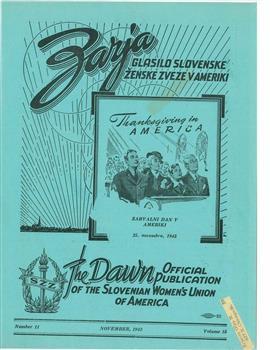 Zarja
GLASILO SLOVENSKE
ŽENSKE ZVEZE V AMERIKI
Thanksgiving in
AMERICA
ZAHVALNI DAN V
AMERIKI
25. novembra, 1943
SŽZ
The Dawn OFFICIAL
PUBLICATION
OF THE SLOVENIAN WOMEN'S UNION
OF AMERICA
Number 11
NOVEMBER, 1943
Volume 15